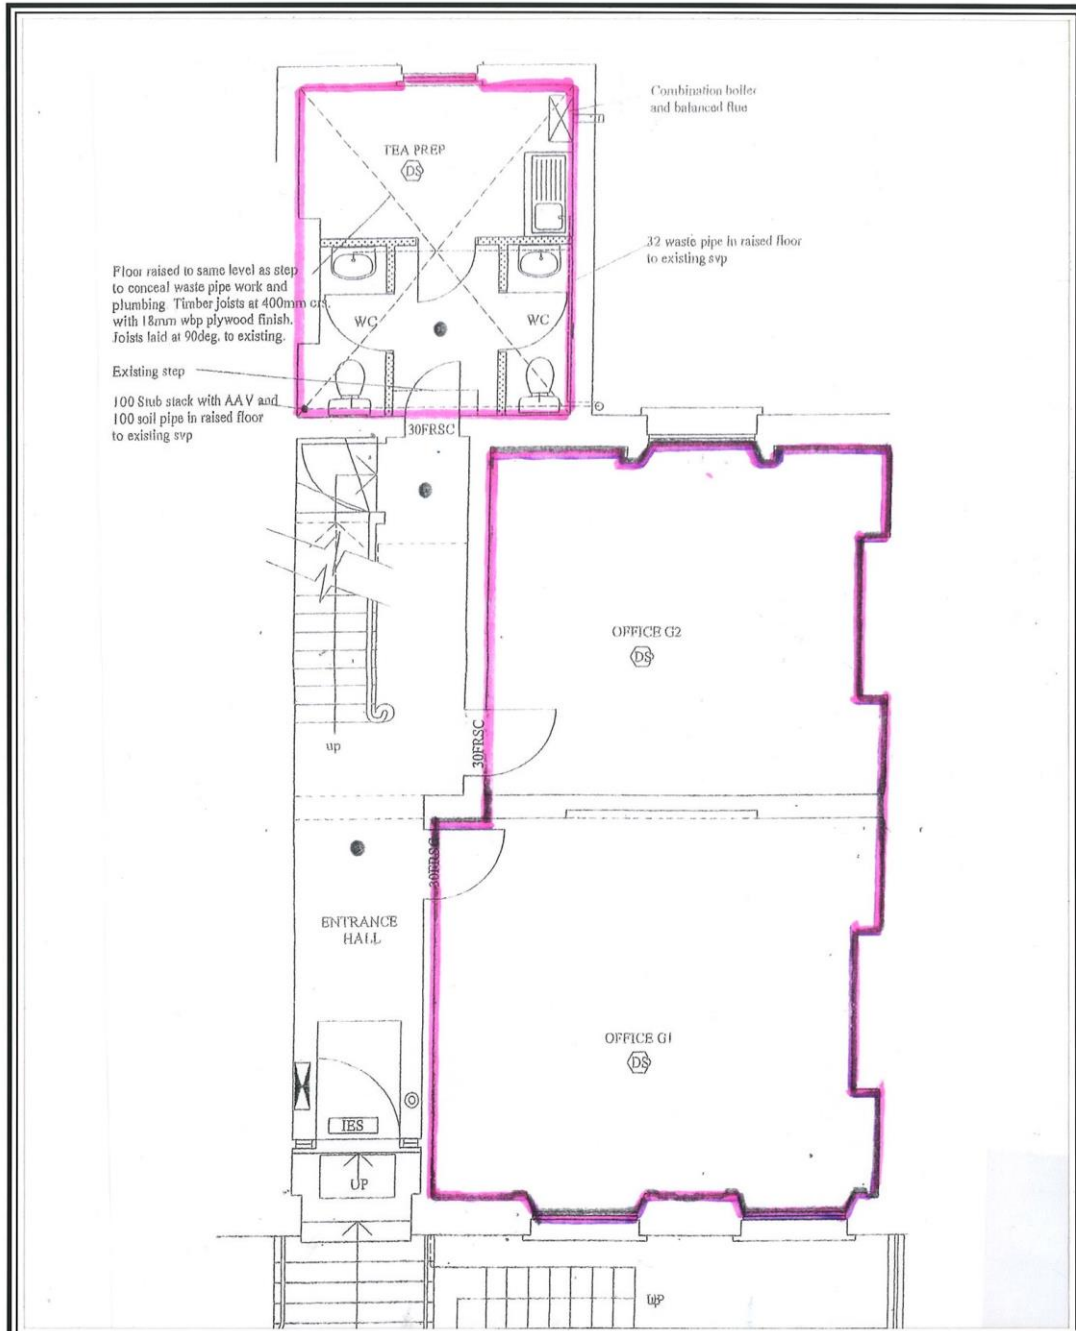 Combination boiler
and balanced flue
TEA PREP
DS
32 waste pipe in raised floor
to existing svp
Floor raised to same level as step
to conceal waste pipe work and
plumbing. Timber joists at 400mm crs.
with 18mm wbp plywood finish.
Joists laid at 90deg. to existing.
WC
WC
Existing step
100 Stub stack with AAV and
100 soil pipe in raised floor
to existing svp
30FRSC
OFFICE G2
DS
30FRSC
up
30FRSC
ENTRANCE
HALL
OFFICE G1
DS
IES
UP
UP